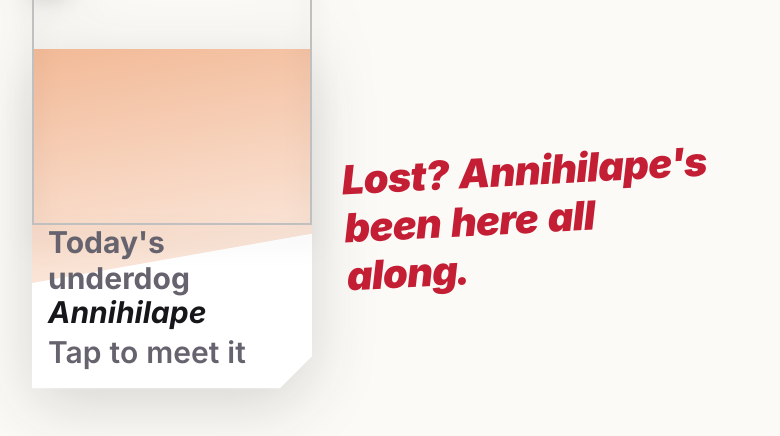 Today's
underdog
Annihilape
Tap to meet it
Lost? Annihilape's
been here all
along.